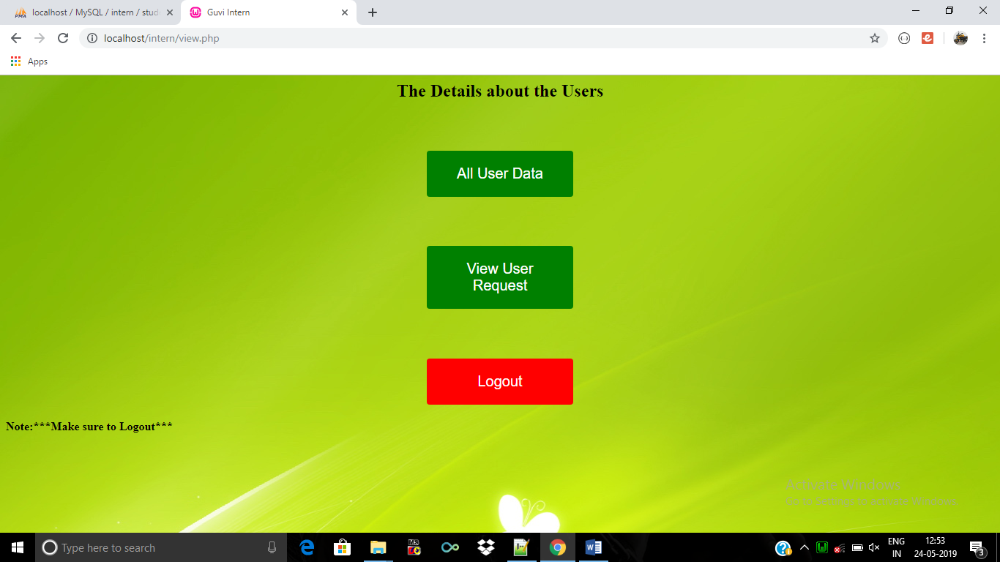 localhost / MySQL / intern / stud
Guvi Intern
localhost/intern/view.php
Apps
The Details about the Users
All User Data
View User
Request
Logout
Note:***Make sure to Logout***
Activate Windows
Go to Settings to activate Windows.
Type here to search
ENG
IN
12:53
24-05-2019
3